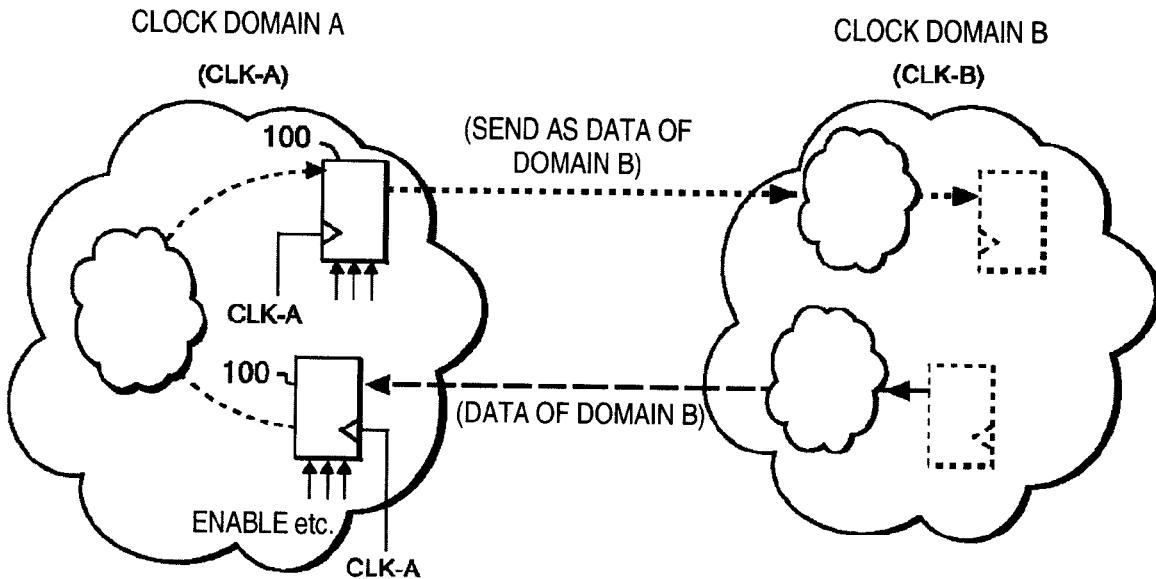 CLOCK DOMAIN A
(CLK-A)
CLOCK DOMAIN B
(CLK-B)
100
(SEND AS DATA OF
DOMAIN B)
CLK-A
100
(DATA OF DOMAIN B)
ENABLE etc.
CLK-A